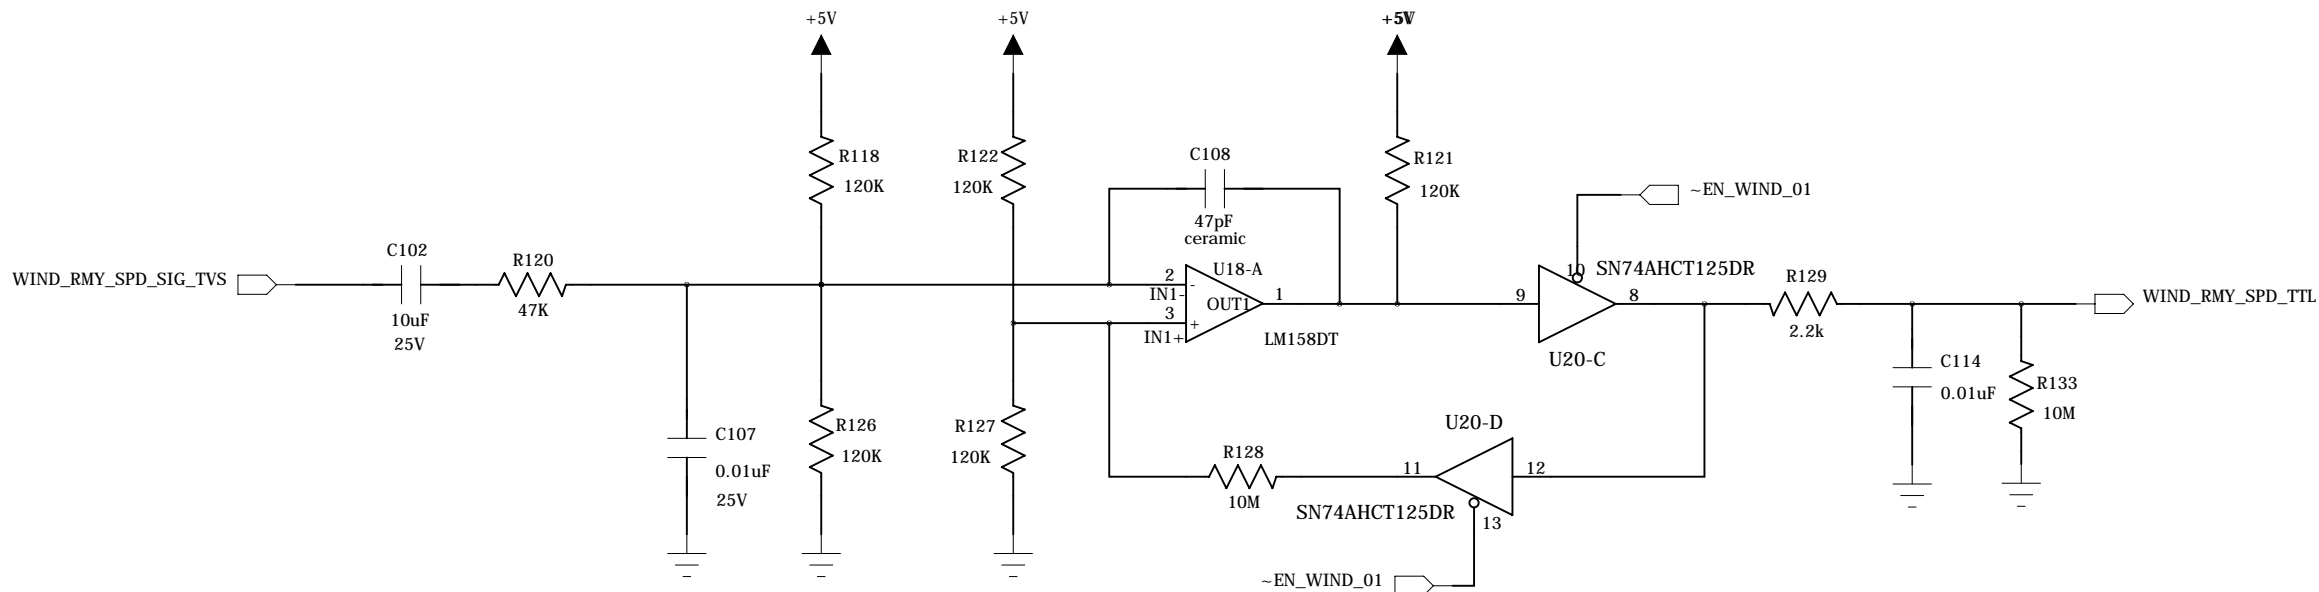 +5V
+5V
+5V
R118
120K
R122
120K
C108
47pF
ceramic
R121
120K
~EN_WIND_01
WIND_RMY_SPD_SIG_TVS
C102
10uF
25V
R120
47K
2
IN1-
-
3
IN1+
+
U18-A
OUT1
1
LM158DT
9
10
SN74AHCT125DR
8
U20-C
R129
2.2k
WIND_RMY_SPD_TTL
C114
0.01uF
R133
10M
C107
0.01uF
25V
R126
120K
R127
120K
R128
10M
11
U20-D
12
SN74AHCT125DR
13
~EN_WIND_01